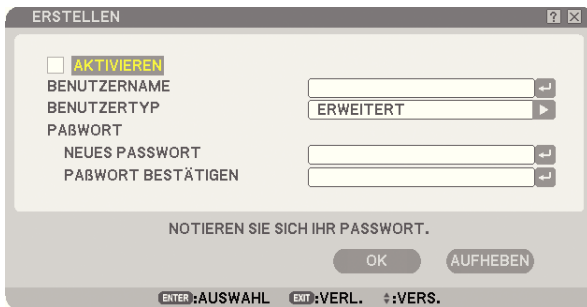 ERSTELLEN
AKTIVIEREN
BENUTZERNAME
BENUTZERTYP ERWEITERT
PAßWORT
NEUES PASSWORT
PAßWORT BESTÄTIGEN
NOTIEREN SIE SICH IHR PASSWORT.
OK AUFHEBEN
ENTER:AUSWAHL EXIT:VERL. :VERS.